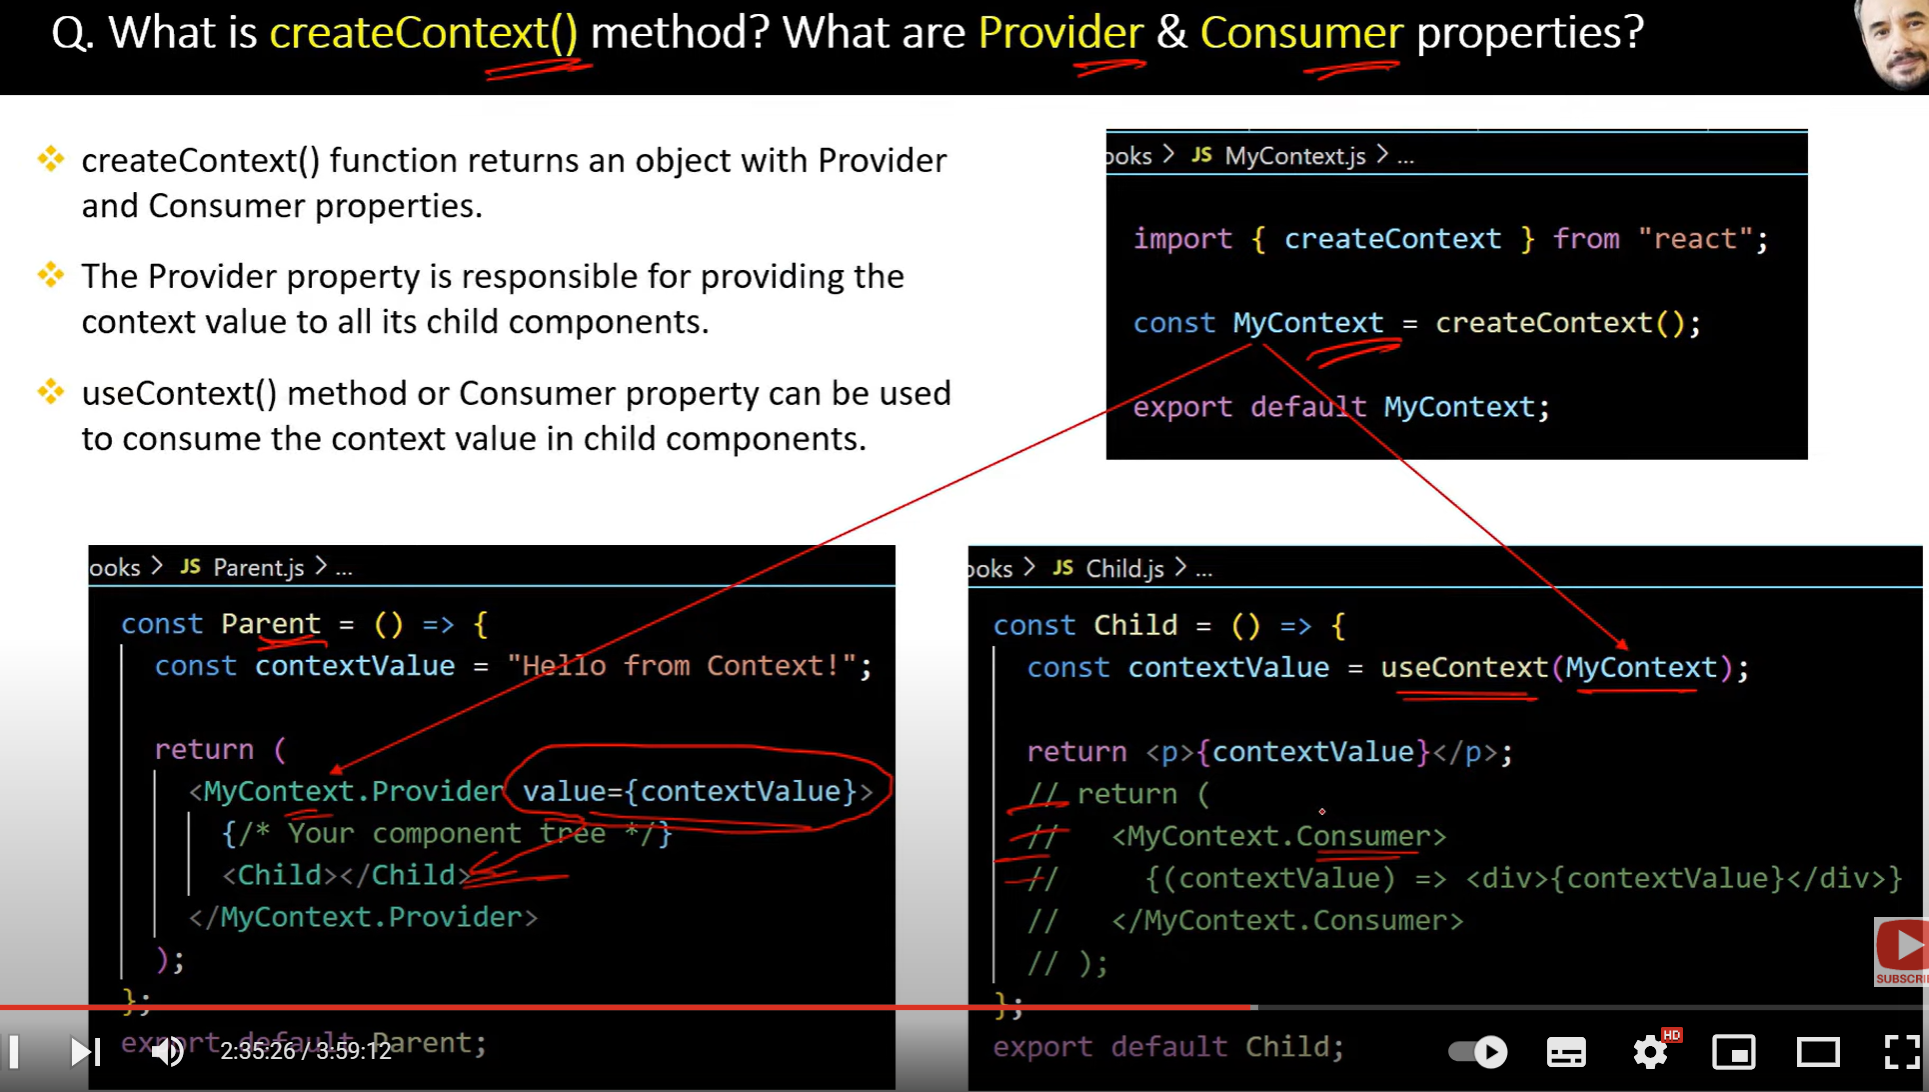 Q. What is createContext() method? What are Provider & Consumer properties?
createContext() function returns an object with Provider
and Consumer properties.
The Provider property is responsible for providing the
context value to all its child components.
useContext() method or Consumer property can be used
to consume the context value in child components.
ooks > JS MyContext.js > ...
import { createContext } from "react";
const MyContext = createContext();
export default MyContext;
ooks > JS Parent.js > ...
const Parent = () => {
const contextValue = "Hello from Context!";
return (
<MyContext.Provider value={contextValue}>
{/* Your component tree */}
<Child></Child>
</MyContext.Provider>
);
};
export default Parent;
ooks > JS Child.js > ...
const Child = () => {
const contextValue = useContext(MyContext);
return <p>{contextValue}</p>;
// return (
//   <MyContext.Consumer>
//     {(contextValue) => <div>{contextValue}</div>}
//   </MyContext.Consumer>
// );
};
export default Child;
SUBSCRI
2:35:26 / 3:59:12
HD